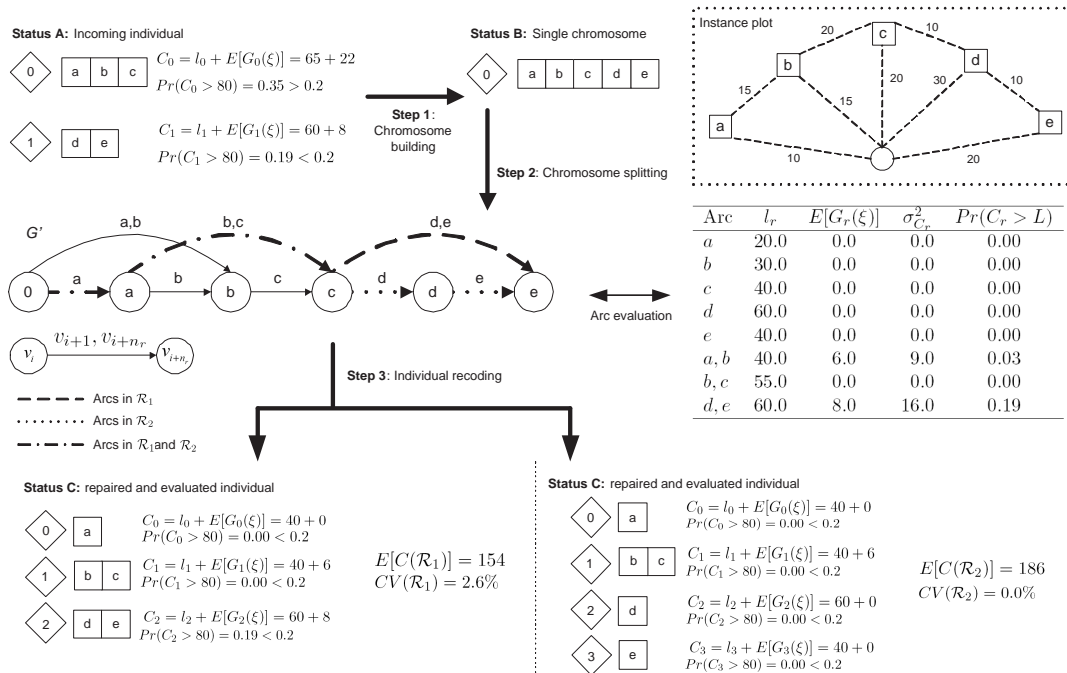 Status A: Incoming individual
0
a b c
C_0 = l_0 + E[G_0(ξ)] = 65 + 22
Pr(C_0 > 80) = 0.35 > 0.2
1
d e
C_1 = l_1 + E[G_1(ξ)] = 60 + 8
Pr(C_1 > 80) = 0.19 < 0.2
Step 1:
Chromosome
building
Status B: Single chromosome
0
a b c d e
Step 2: Chromosome splitting
Instance plot
20
c
10
b
d
15
15
20
30
10
a
e
10
20
G'
a,b
b,c
d,e
0 a a b b c c d d e e
Arc evaluation
v_i
v_{i+1}, v_{i+n_r}
v_{i+n_r}
Arcs in R_1
Arcs in R_2
Arcs in R_1 and R_2
Arc l_r E[G_r(ξ)] σ²_{C_r} Pr(C_r > L)
a 20.0 0.0 0.0 0.00
b 30.0 0.0 0.0 0.00
c 40.0 0.0 0.0 0.00
d 60.0 0.0 0.0 0.00
e 40.0 0.0 0.0 0.00
a, b 40.0 6.0 9.0 0.03
b, c 55.0 0.0 0.0 0.00
d, e 60.0 8.0 16.0 0.19
Step 3: Individual recoding
Status C: repaired and evaluated individual
0
a
C_0 = l_0 + E[G_0(ξ)] = 40 + 0
Pr(C_0 > 80) = 0.00 < 0.2
1
b c
C_1 = l_1 + E[G_1(ξ)] = 40 + 6
Pr(C_1 > 80) = 0.00 < 0.2
2
d e
C_2 = l_2 + E[G_2(ξ)] = 60 + 8
Pr(C_2 > 80) = 0.19 < 0.2
E[C(R_1)] = 154
CV(R_1) = 2.6%
Status C: repaired and evaluated individual
0
a
C_0 = l_0 + E[G_0(ξ)] = 40 + 0
Pr(C_0 > 80) = 0.00 < 0.2
1
b c
C_1 = l_1 + E[G_1(ξ)] = 40 + 6
Pr(C_1 > 80) = 0.00 < 0.2
2
d
C_2 = l_2 + E[G_2(ξ)] = 60 + 0
Pr(C_2 > 80) = 0.00 < 0.2
3
e
C_3 = l_3 + E[G_3(ξ)] = 40 + 0
Pr(C_3 > 80) = 0.00 < 0.2
E[C(R_2)] = 186
CV(R_2) = 0.0%